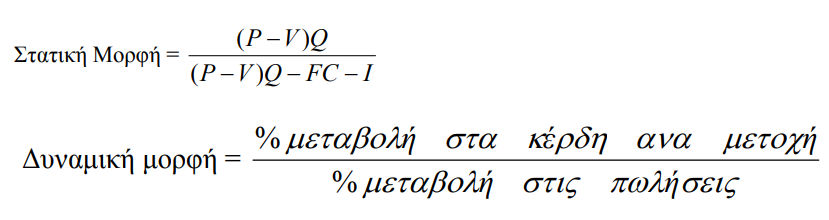 Στατική Μορφή = (P – V)Q / (P – V)Q – FC – I
Δυναμική μορφή = % μεταβολή στα κέρδη ανα μετοχή / % μεταβολή στις πωλήσεις